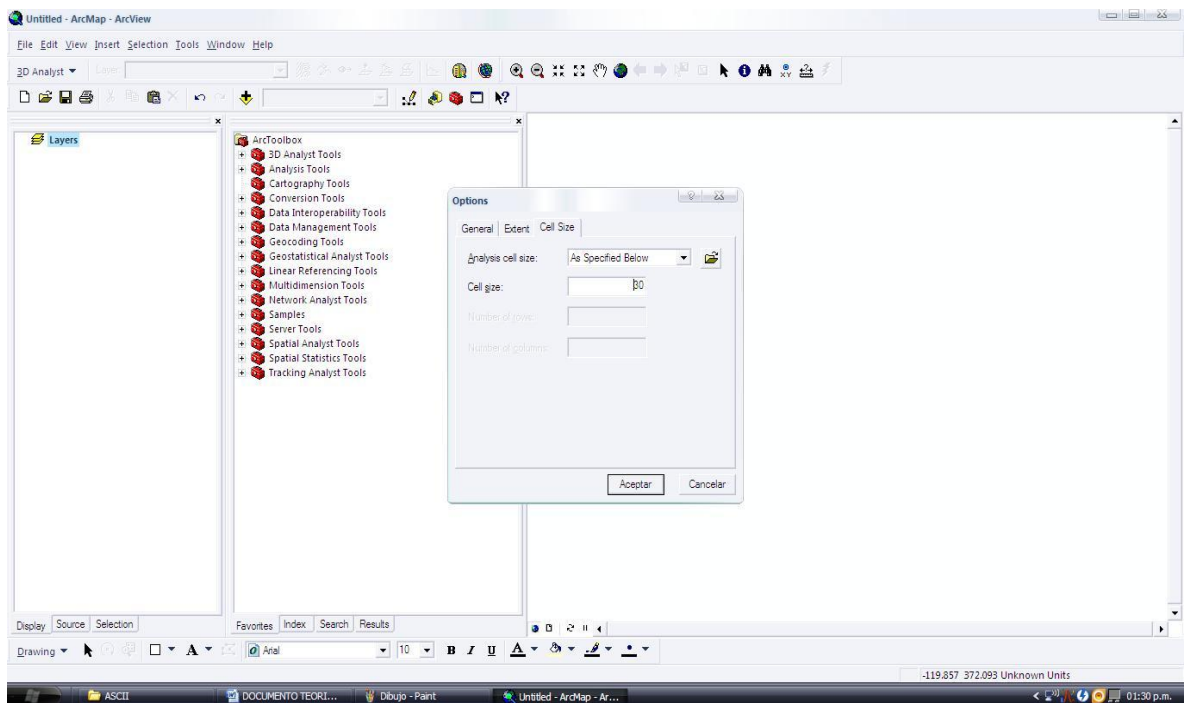 Untitled - ArcMap - ArcView
File Edit View Insert Selection Tools Window Help
3D Analyst Layer:
Layers
ArcToolbox
3D Analyst Tools
Analysis Tools
Cartography Tools
Conversion Tools
Data Interoperability Tools
Data Management Tools
Geocoding Tools
Geostatistical Analyst Tools
Linear Referencing Tools
Multidimension Tools
Network Analyst Tools
Samples
Server Tools
Spatial Analyst Tools
Spatial Statistics Tools
Tracking Analyst Tools
Options
General Extent Cell Size
Analysis cell size: As Specified Below
Cell size: 30
Number of rows:
Number of columns:
Aceptar Cancelar
Display Source Selection
Favorites Index Search Results
Drawing A Arial 10 B I U A
-119.857 372.093 Unknown Units
ASCII DOCUMENTO TEORI... Dibujo - Paint Untitled - ArcMap - Ar... 01:30 p.m.